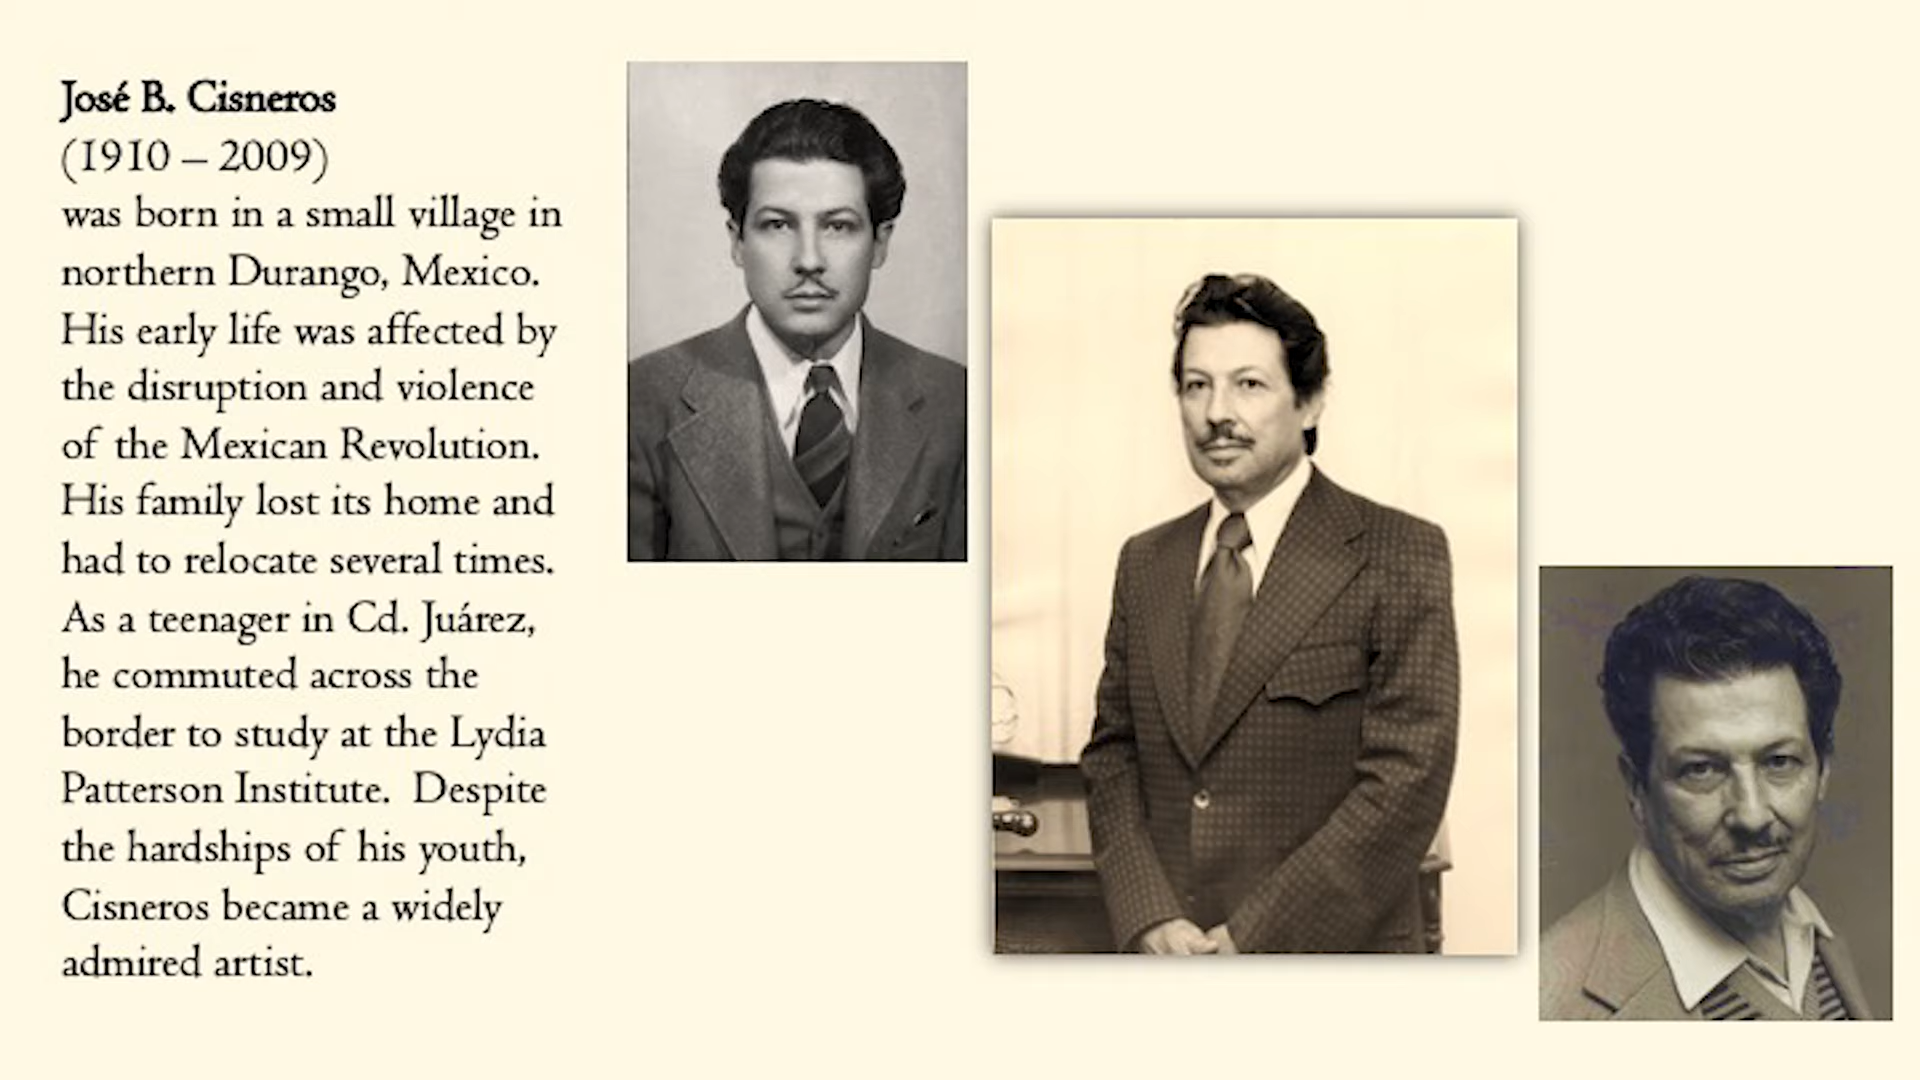 José B. Cisneros
(1910 – 2009)
was born in a small village in
northern Durango, Mexico.
His early life was affected by
the disruption and violence
of the Mexican Revolution.
His family lost its home and
had to relocate several times.
As a teenager in Cd. Juárez,
he commuted across the
border to study at the Lydia
Patterson Institute.  Despite
the hardships of his youth,
Cisneros became a widely
admired artist.